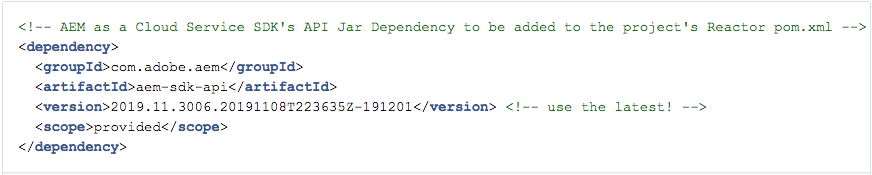 <!-- AEM as a Cloud Service SDK's API Jar Dependency to be added to the project's Reactor pom.xml -->
<dependency>
  <groupId>com.adobe.aem</groupId>
  <artifactId>aem-sdk-api</artifactId>
  <version>2019.11.3006.20191108T223635Z-191201</version> <!-- use the latest! -->
  <scope>provided</scope>
</dependency>